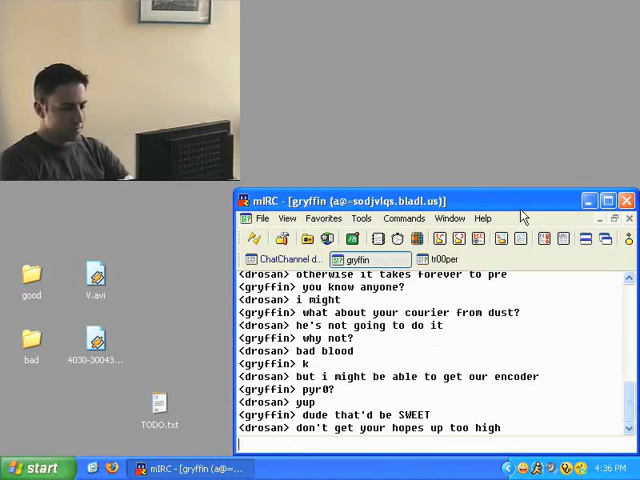 mIRC - [gryffin (a@=sodjvlqs.bladl.us)]
File View Favorites Tools Commands Window Help
ChatChannel d... gryffin tr00per
<drosan> otherwise it takes forever to pre
<gryffin> you know anyone?
<drosan> i might
<gryffin> what about your courier from dust?
<drosan> he's not going to do it
<gryffin> why not?
<drosan> bad blood
<gryffin> k
<drosan> but i might be able to get our encoder
<gryffin> pyr0?
<drosan> yup
<gryffin> dude that'd be SWEET
<drosan> don't get your hopes up too high
good V.avi
bad 4030-30043...
TODO.txt
start mIRC - [gryffin (a@=... 4:36 PM